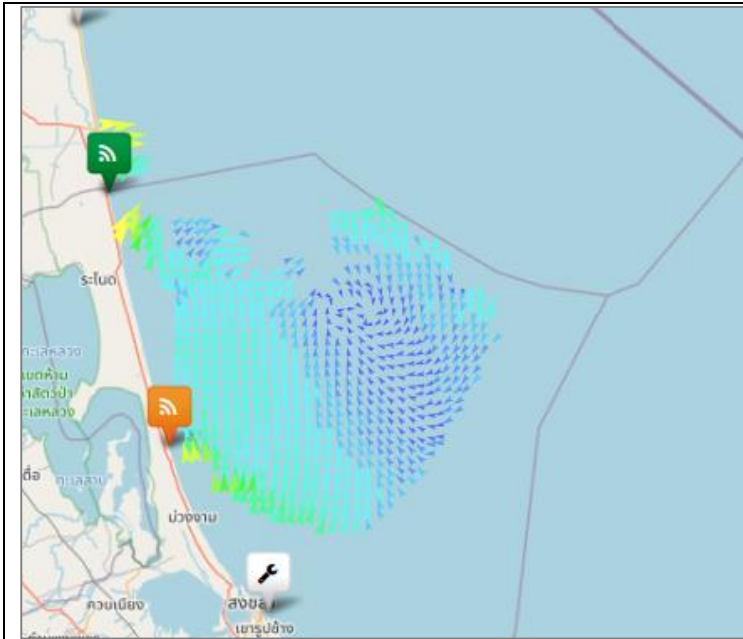 ระโนด
ทะเลหลวง
เขตห้าม
ล่าสัตว์ป่า
ทะเลหลวง
ทะเลสาบ
ม่วงงาม
ควนเนียง
สงขลา
เขารูปช้าง